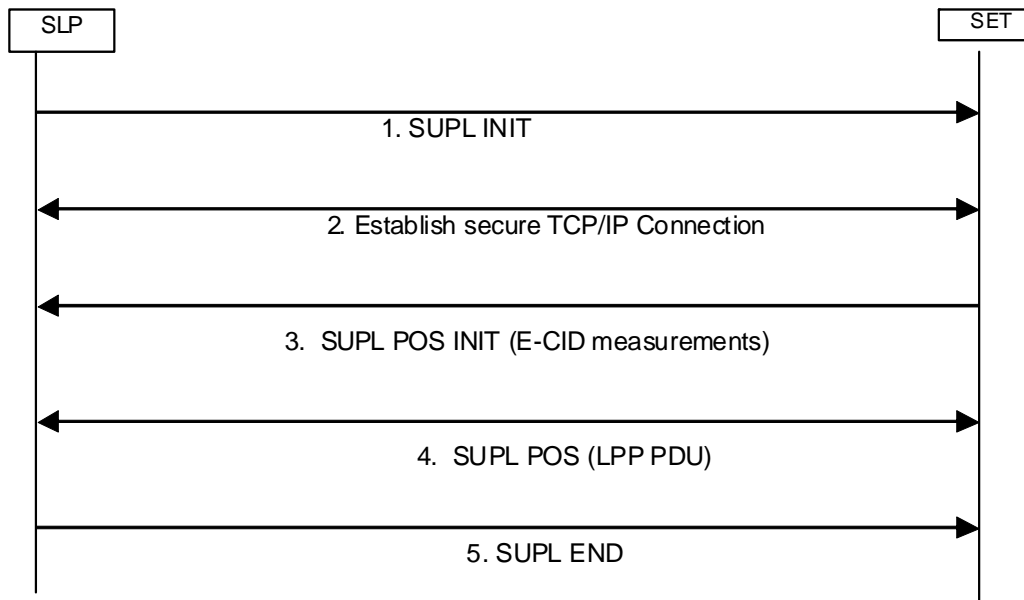 SLP
SET
1. SUPL INIT
2. Establish secure TCP/IP Connection
3. SUPL POS INIT (E-CID measurements)
4. SUPL POS (LPP PDU)
5. SUPL END